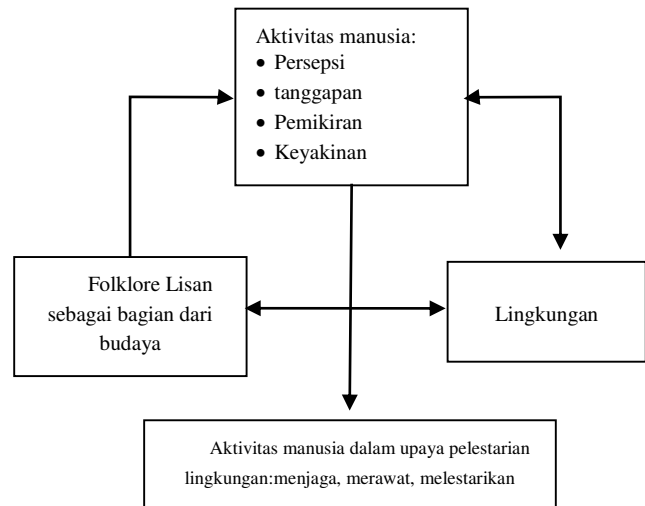 Aktivitas manusia:
• Persepsi
• tanggapan
• Pemikiran
• Keyakinan
Folklore Lisan
sebagai bagian dari
budaya
Lingkungan
Aktivitas manusia dalam upaya pelestarian
lingkungan:menjaga, merawat, melestarikan